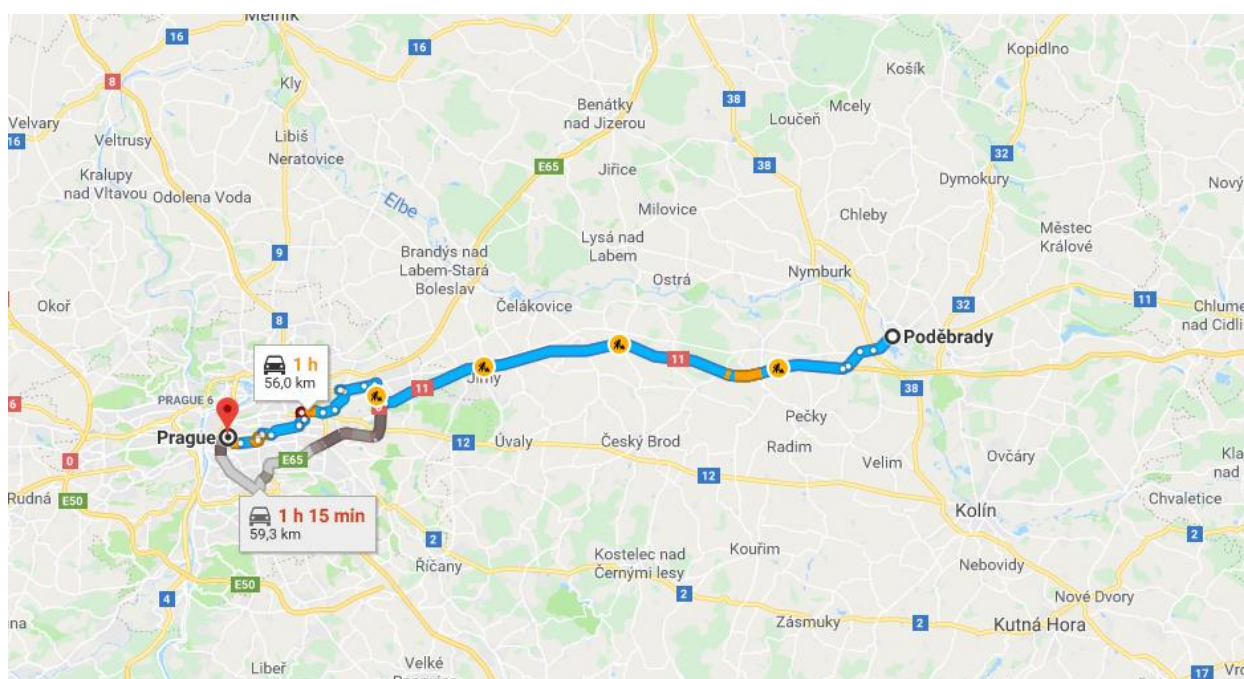 Mělník
16
16
Kly
8
Velvary
16
Veltrusy
Libiš
Neratovice
Kralupy
nad Vltavou
Odolena Voda
Elbe
9
Okoř
8
Benátky
nad Jizerou
E65
Jiřice
Milovice
Lysá nad
Labem
Ostrá
Brandýs nad
Labem-Stará
Boleslav
Čelákovice
38
38
Loučeň
Mcely
Košík
Kopidlno
32
Dymokury
Nový
Chleby
Městec
Králové
Nymburk
32
11
Chlume
nad Cidli
Poděbrady
38
1 h
56,0 km
PRAGUE 6
Prague
6
0
Rudná
E50
11
Jirny
11
E65
1 h 15 min
59,3 km
12
Úvaly
Český Brod
12
Pečky
Radim
Velim
Ovčáry
Kla
nad
Chvaletice
Kolín
2
2
Říčany
E50
4
Kostelec nad
Černými lesy
2
Kouřim
Nebovidy
Nové Dvory
Zásmuky
2
Kutná Hora
na
Libeř
Velké
17